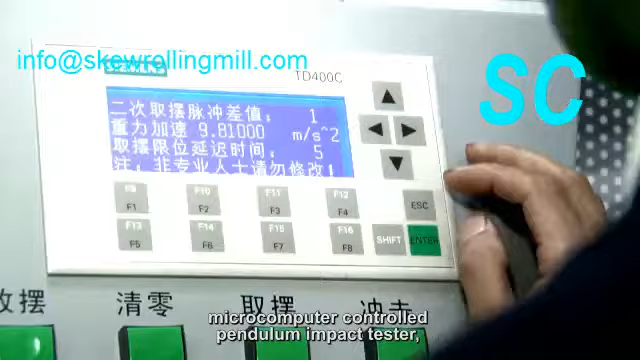 info@skewrollingmill.com
SC
SIEMENS
TD400C
二次取摆脉冲差值: 1
重力加速 9.81000 m/s^2
取摆限位延迟时间: 5
注: 非专业人士请勿修改!
F9 F10 F11 F12
F1 F2 F3 F4
ESC
F13 F14 F15 F16
F5 F6 F7 F8
SHIFT ENTER
放摆 清零 取摆 冲击
microcomputer controlled
pendulum impact tester,